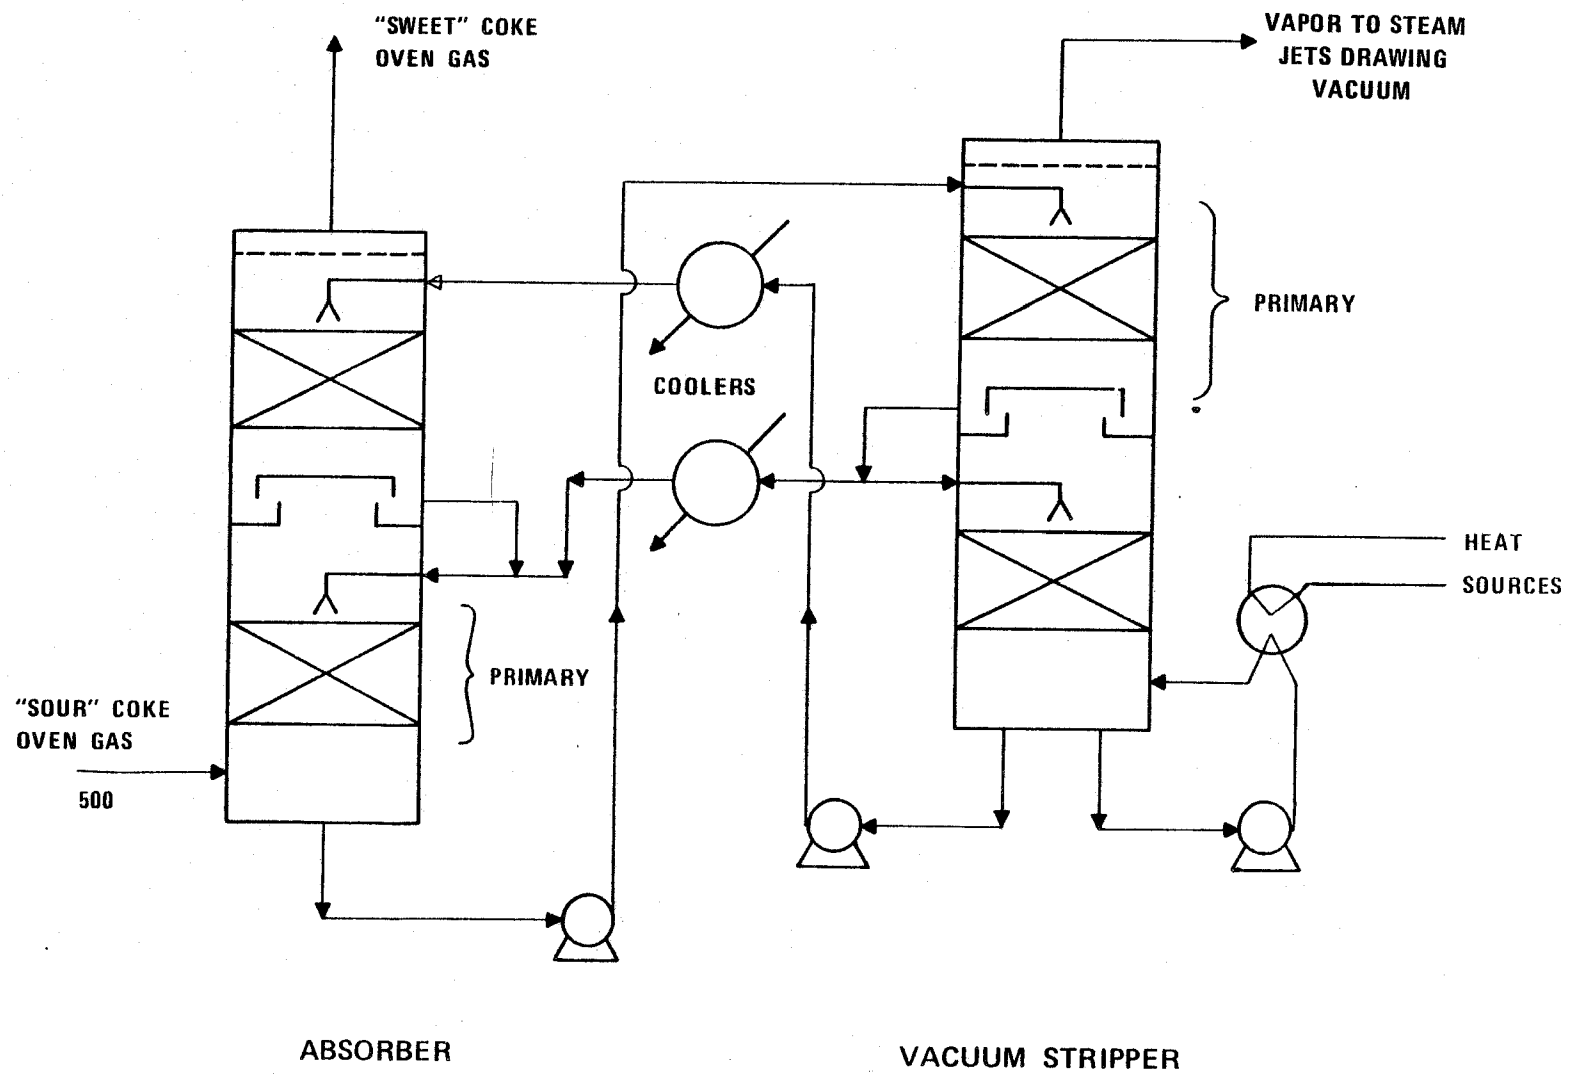 “SWEET” COKE
OVEN GAS
VAPOR TO STEAM
JETS DRAWING
VACUUM
PRIMARY
COOLERS
HEAT
SOURCES
PRIMARY
“SOUR” COKE
OVEN GAS
500
ABSORBER
VACUUM STRIPPER